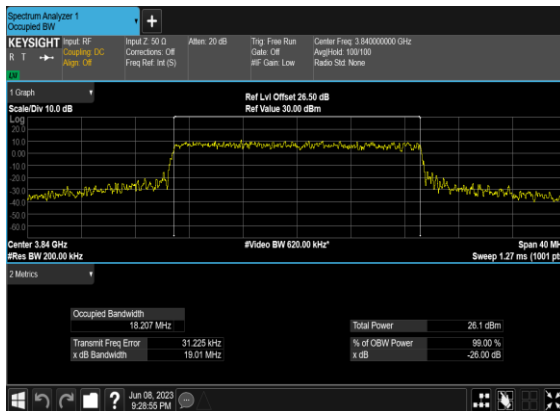 Spectrum Analyzer 1
Occupied BW
+
KEYSIGHT
R T
Input: RF
Coupling: DC
Align: Off
Input Z: 50 Ω
Corrections: Off
Freq Ref: Int (S)
Atten: 20 dB
Trig: Free Run
Gate: Off
#IF Gain: Low
Center Freq: 3.840000000 GHz
Avg|Hold: 100/100
Radio Std: None
1 Graph
Scale/Div 10.0 dB
Ref Lvl Offset 26.50 dB
Ref Value 30.00 dBm
Log
20.0
10.0
0.00
-10.0
-20.0
-30.0
-40.0
-50.0
-60.0
Center 3.84 GHz
#Res BW 200.00 kHz
#Video BW 620.00 kHz*
Span 40 MH
Sweep 1.27 ms (1001 pt
2 Metrics
Occupied Bandwidth
18.207 MHz
Transmit Freq Error 31.225 kHz
x dB Bandwidth 19.01 MHz
Total Power 26.1 dBm
% of OBW Power 99.00 %
x dB -26.00 dB
?
Jun 08, 2023
9:28:55 PM